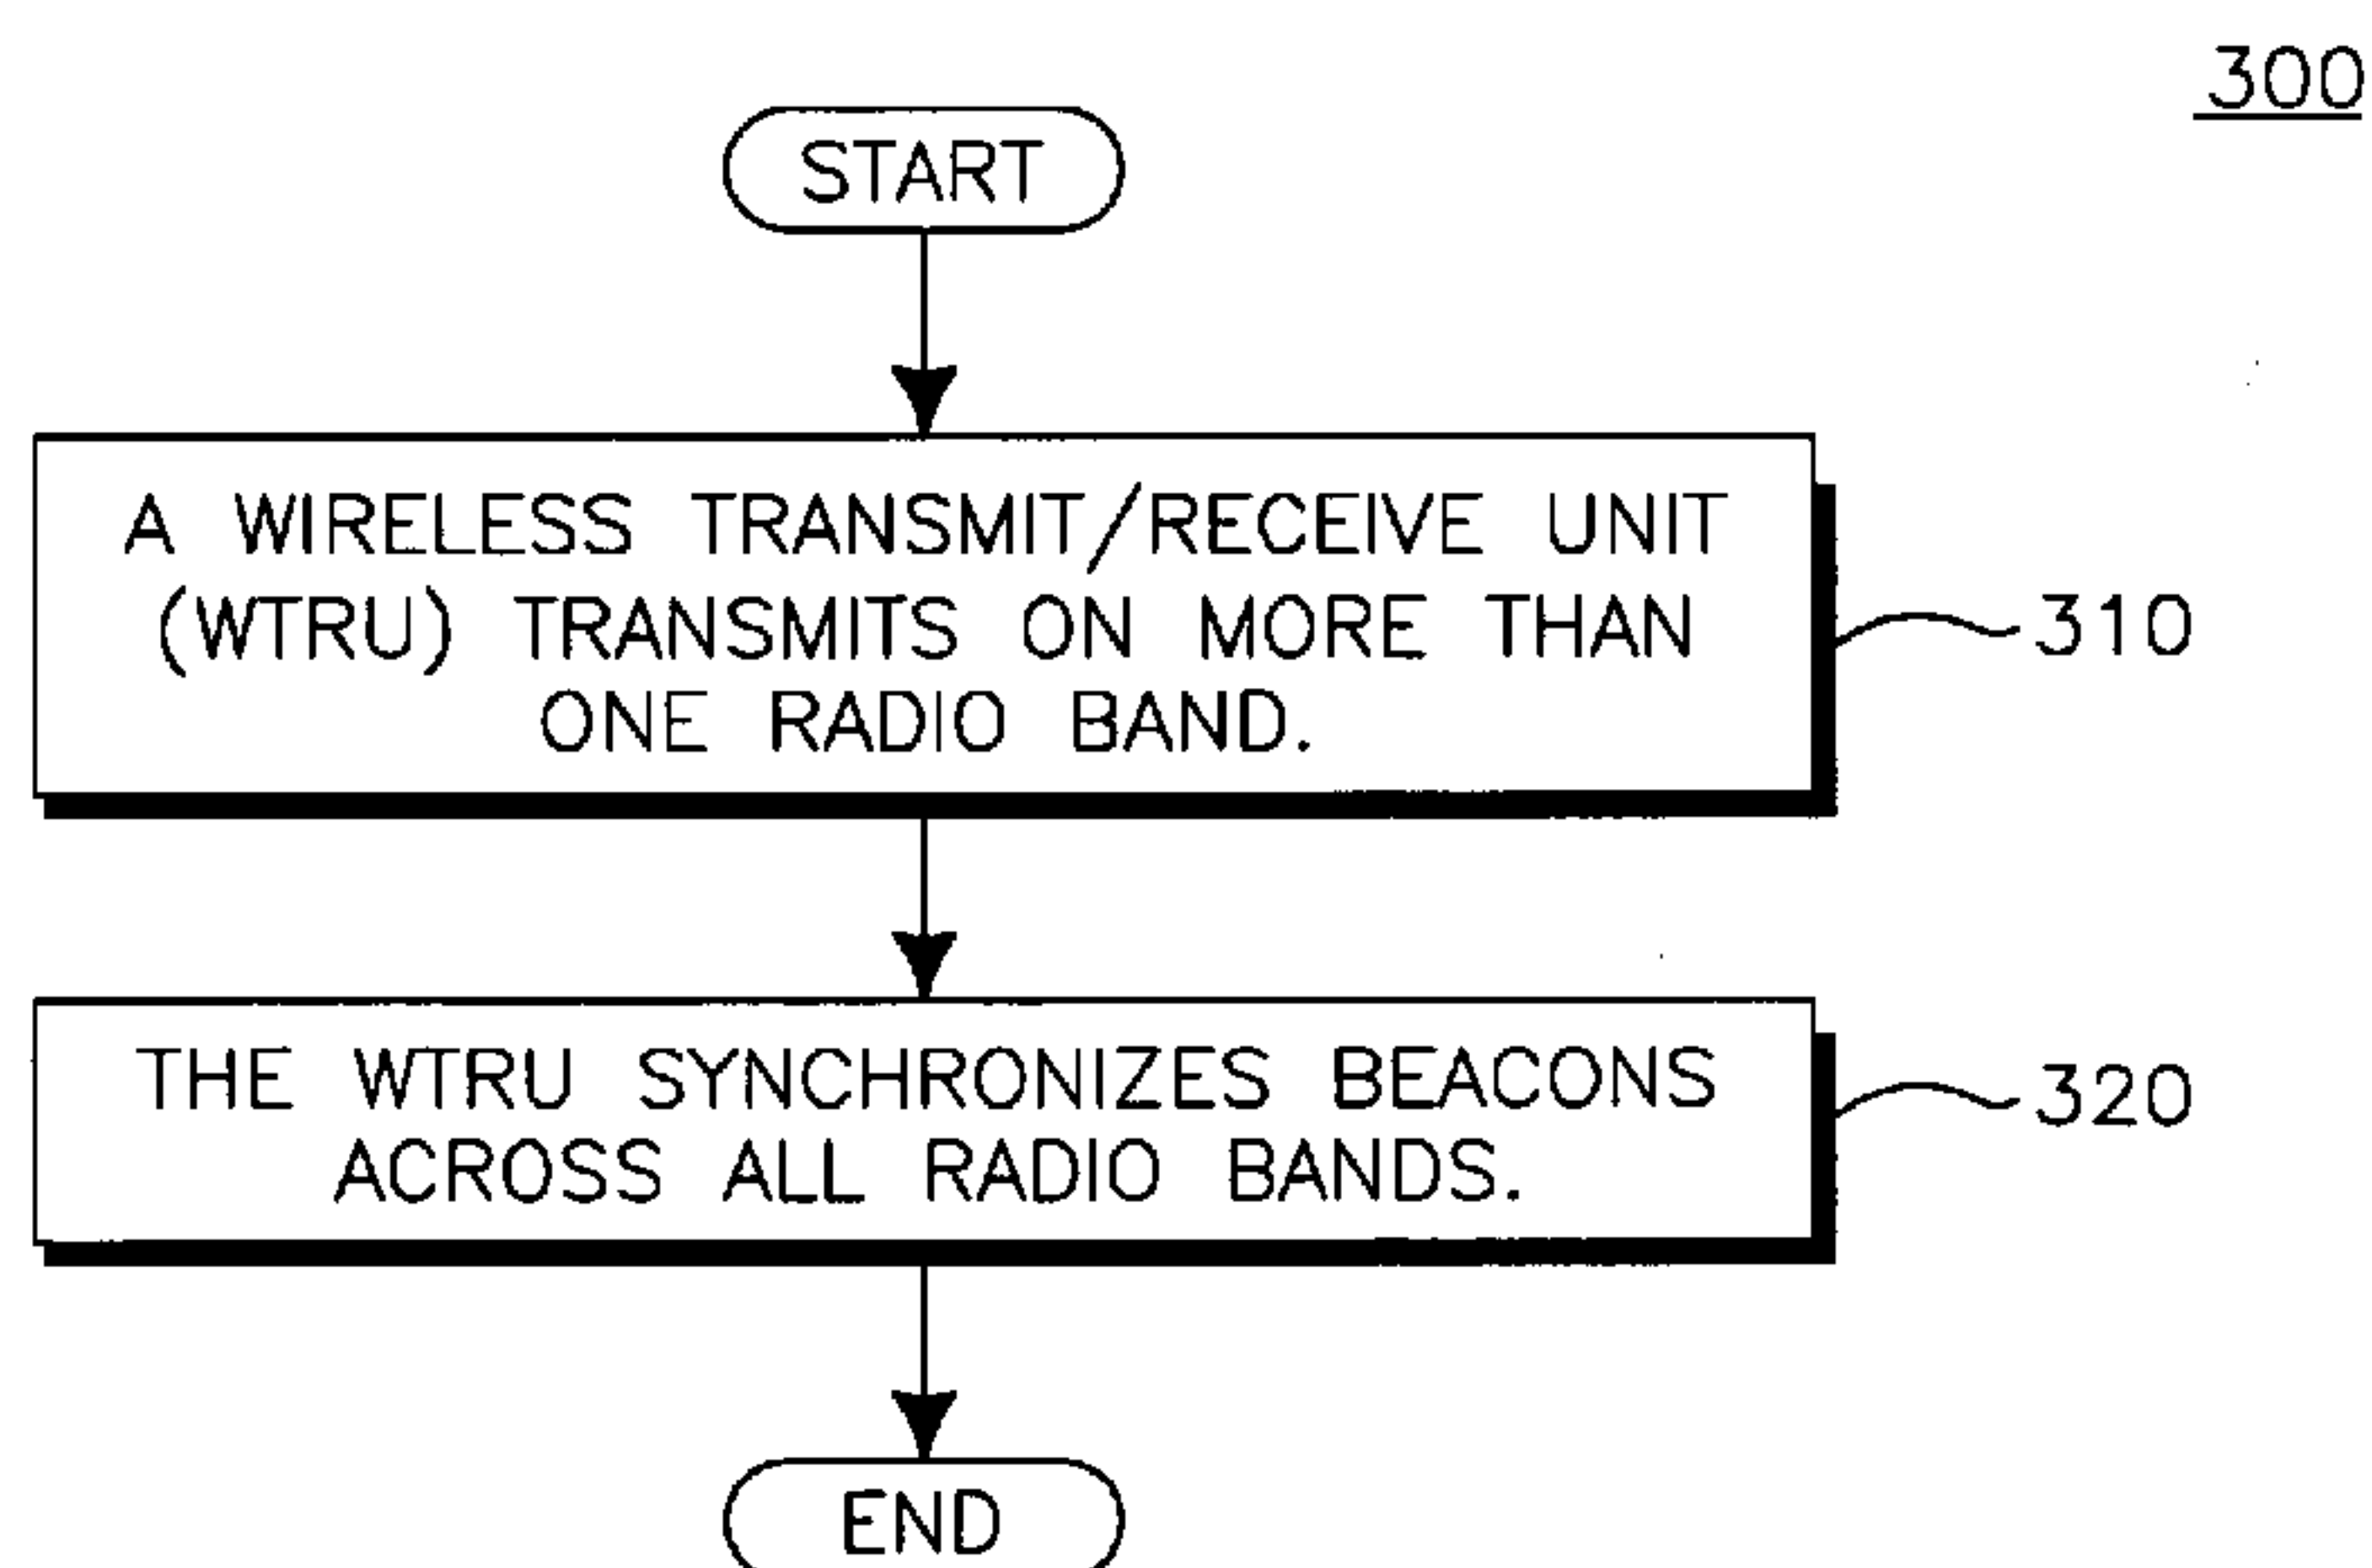 300
START
A WIRELESS TRANSMIT/RECEIVE UNIT
(WTRU) TRANSMITS ON MORE THAN
ONE RADIO BAND.
310
THE WTRU SYNCHRONIZES BEACONS
ACROSS ALL RADIO BANDS.
320
END